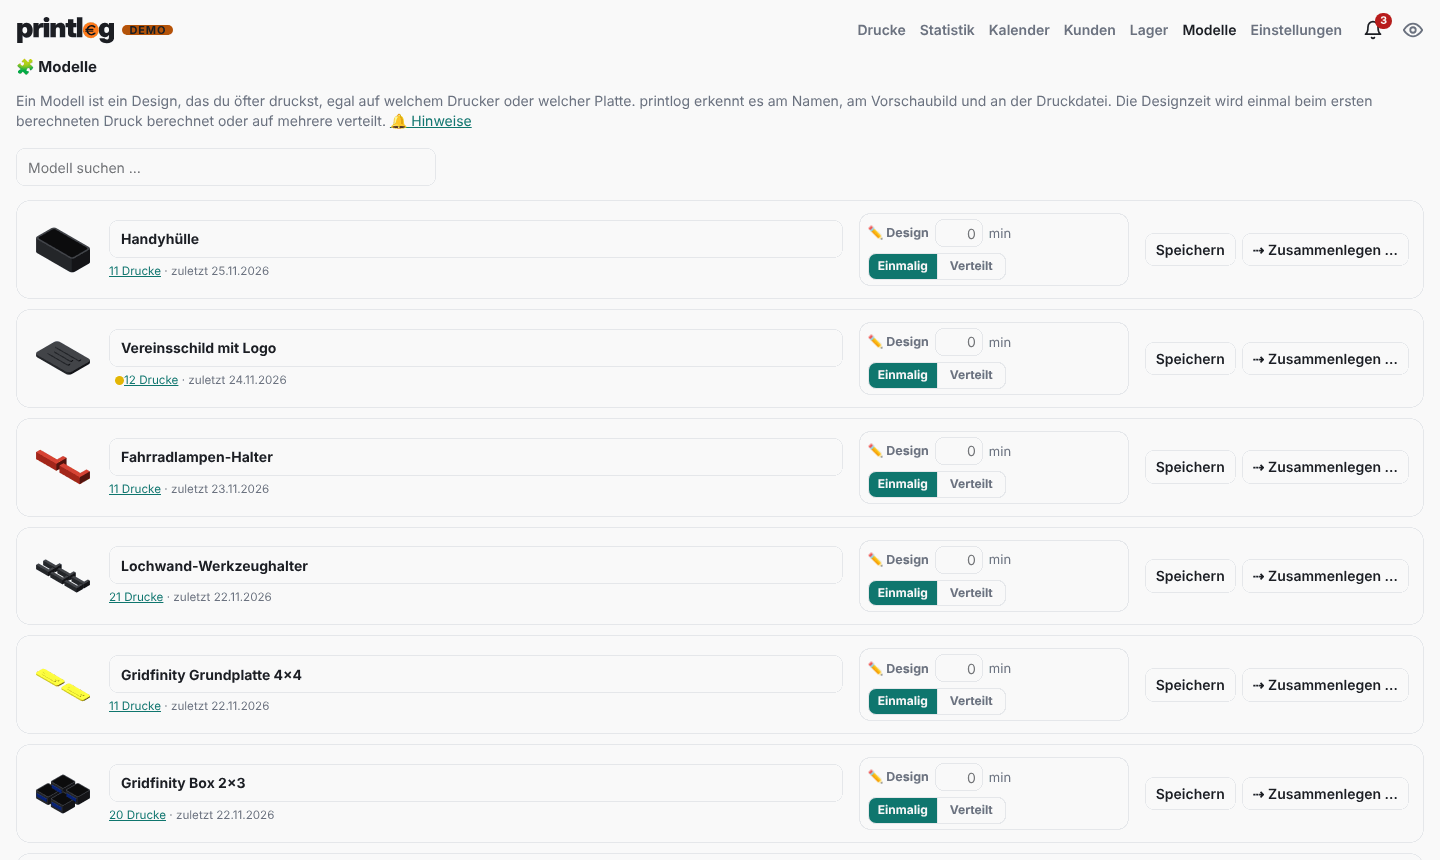 printl€g DEMO Drucke Statistik Kalender Kunden Lager Modelle Einstellungen 3
🧩 Modelle
Ein Modell ist ein Design, das du öfter druckst, egal auf welchem Drucker oder welcher Platte. printlog erkennt es am Namen, am Vorschaubild und an der Druckdatei. Die Designzeit wird einmal beim ersten
berechneten Druck berechnet oder auf mehrere verteilt. 🔔 Hinweise
Modell suchen ...
Handyhülle
11 Drucke · zuletzt 25.11.2026
✏️ Design 0 min
Einmalig Verteilt
Speichern ⇢ Zusammenlegen ...
Vereinsschild mit Logo
12 Drucke · zuletzt 24.11.2026
✏️ Design 0 min
Einmalig Verteilt
Speichern ⇢ Zusammenlegen ...
Fahrradlampen-Halter
11 Drucke · zuletzt 23.11.2026
✏️ Design 0 min
Einmalig Verteilt
Speichern ⇢ Zusammenlegen ...
Lochwand-Werkzeughalter
21 Drucke · zuletzt 22.11.2026
✏️ Design 0 min
Einmalig Verteilt
Speichern ⇢ Zusammenlegen ...
Gridfinity Grundplatte 4×4
11 Drucke · zuletzt 22.11.2026
✏️ Design 0 min
Einmalig Verteilt
Speichern ⇢ Zusammenlegen ...
Gridfinity Box 2×3
20 Drucke · zuletzt 22.11.2026
✏️ Design 0 min
Einmalig Verteilt
Speichern ⇢ Zusammenlegen ...